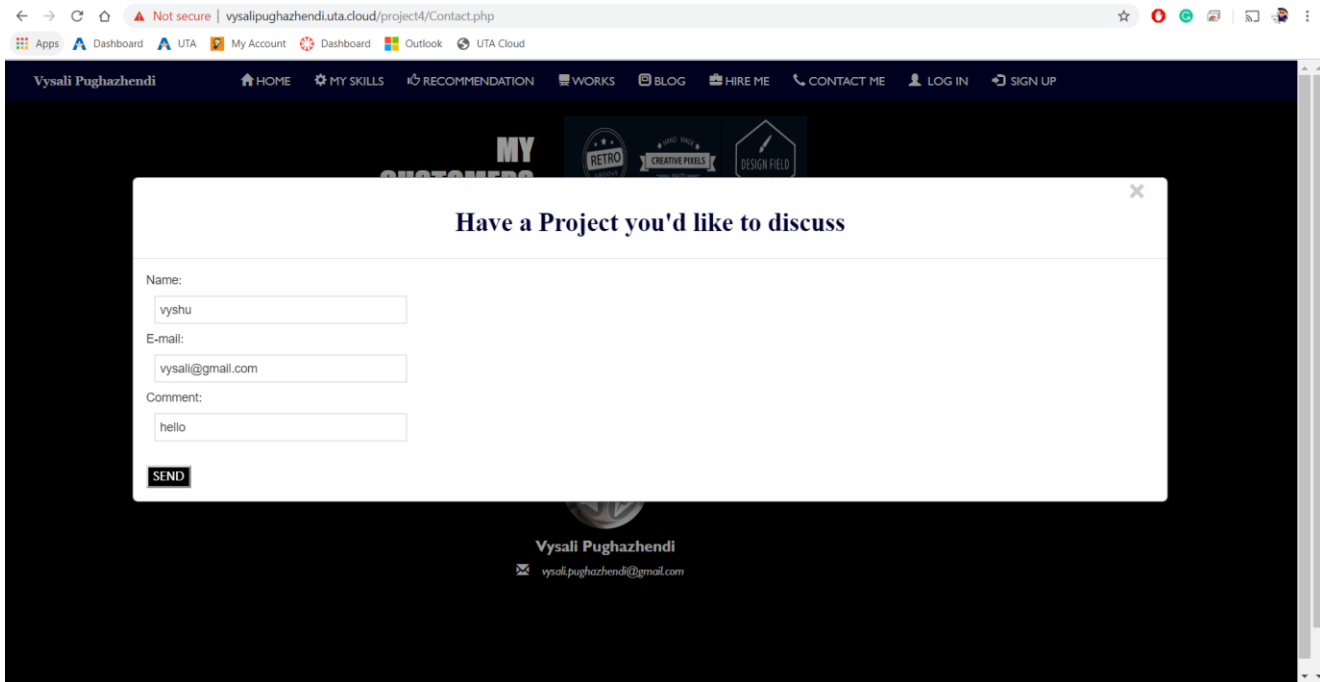 Not secure | vysalipughazhendi.uta.cloud/project4/Contact.php
Apps Dashboard UTA My Account Dashboard Outlook UTA Cloud
Vysali Pughazhendi HOME MY SKILLS RECOMMENDATION WORKS BLOG HIRE ME CONTACT ME LOG IN SIGN UP
MY
CUSTOMERS
RETRO
HAND MADE
CREATIVE PIXELS
DESIGN FIELD
×
Have a Project you'd like to discuss
Name:
vyshu
E-mail:
vysali@gmail.com
Comment:
hello
SEND
Vysali Pughazhendi
vysali.pughazhendi@gmail.com